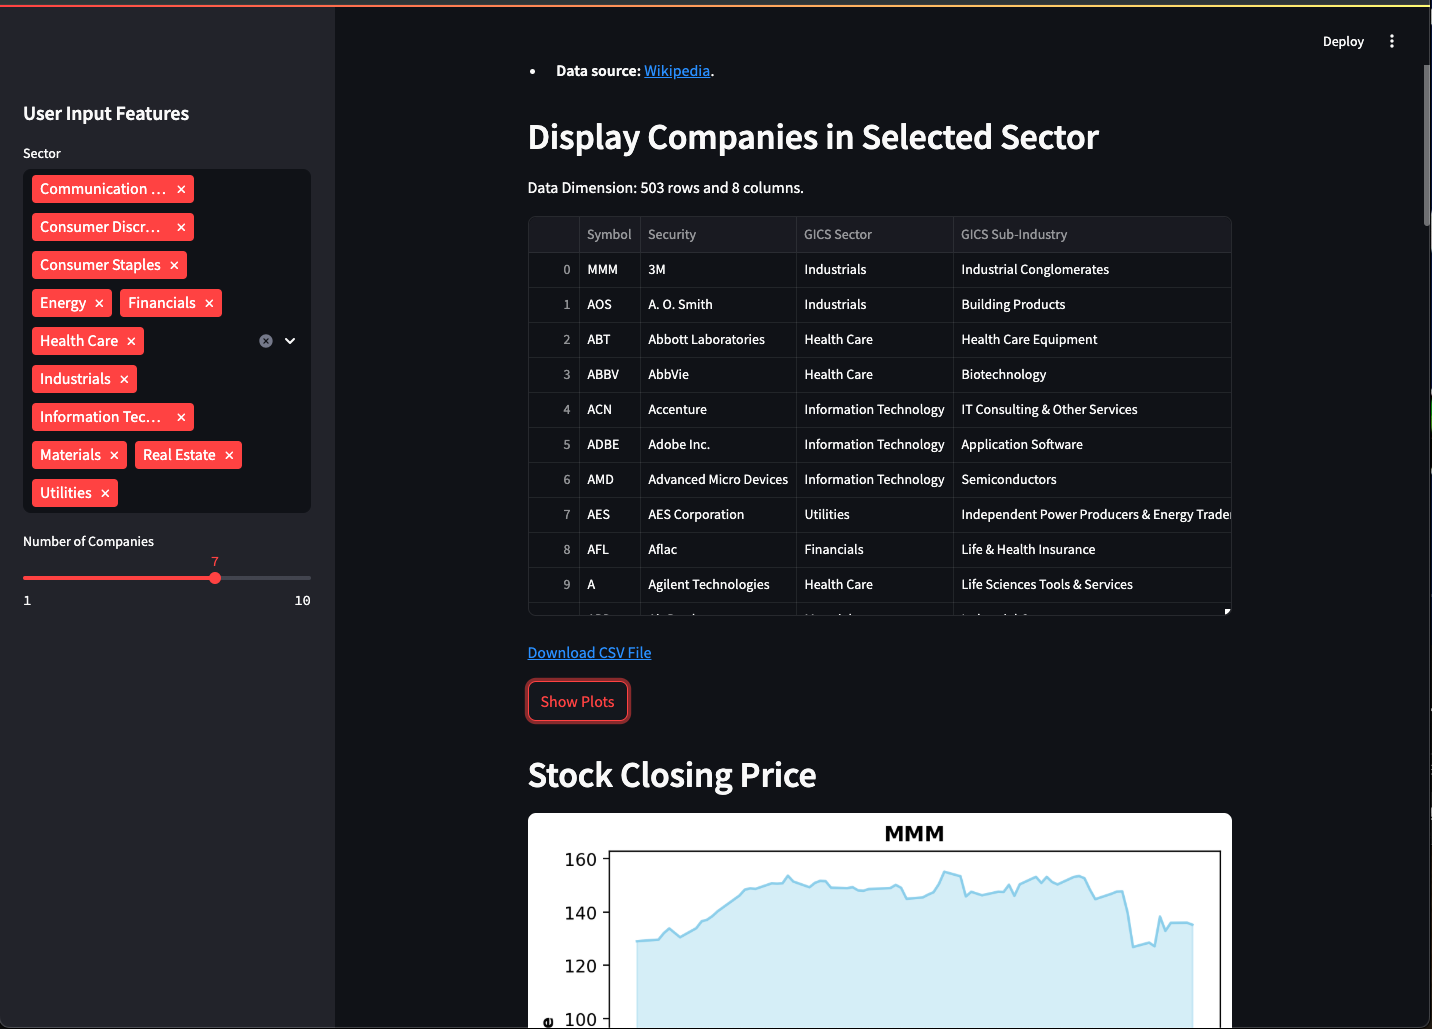 Deploy
• Data source: Wikipedia.
User Input Features
Sector
Communication ... ×
Consumer Discr... ×
Consumer Staples ×
Energy × Financials ×
Health Care ×
Industrials ×
Information Tec... ×
Materials × Real Estate ×
Utilities ×
Number of Companies
7
1 10
Display Companies in Selected Sector
Data Dimension: 503 rows and 8 columns.
Symbol Security GICS Sector GICS Sub-Industry
0 MMM 3M Industrials Industrial Conglomerates
1 AOS A. O. Smith Industrials Building Products
2 ABT Abbott Laboratories Health Care Health Care Equipment
3 ABBV AbbVie Health Care Biotechnology
4 ACN Accenture Information Technology IT Consulting & Other Services
5 ADBE Adobe Inc. Information Technology Application Software
6 AMD Advanced Micro Devices Information Technology Semiconductors
7 AES AES Corporation Utilities Independent Power Producers & Energy Trade
8 AFL Aflac Financials Life & Health Insurance
9 A Agilent Technologies Health Care Life Sciences Tools & Services
Download CSV File
Show Plots
Stock Closing Price
MMM
160
140
120
100